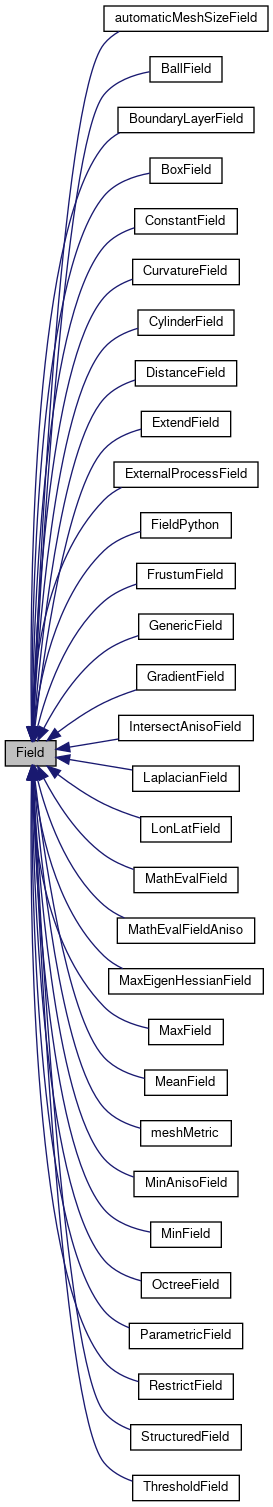 automaticMeshSizeField
BallField
BoundaryLayerField
BoxField
ConstantField
CurvatureField
CylinderField
DistanceField
ExtendField
ExternalProcessField
FieldPython
FrustumField
GenericField
GradientField
IntersectAnisoField
Field
LaplacianField
LonLatField
MathEvalField
MathEvalFieldAniso
MaxEigenHessianField
MaxField
MeanField
meshMetric
MinAnisoField
MinField
OctreeField
ParametricField
RestrictField
StructuredField
ThresholdField